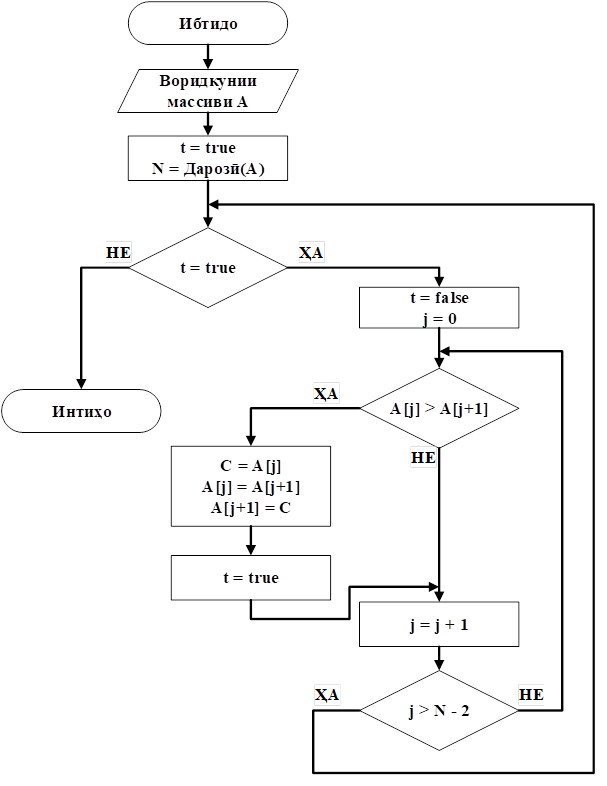 Ибтидо
Воридкунии
массиви А
t = true
N = Дарозӣ(А)
НЕ
ҲА
t = true
t = false
j = 0
Интиҳо
ҲА
A[j] > A[j+1]
НЕ
C = A[j]
A[j] = A[j+1]
A[j+1] = C
t = true
j = j + 1
ҲА
НЕ
j > N - 2